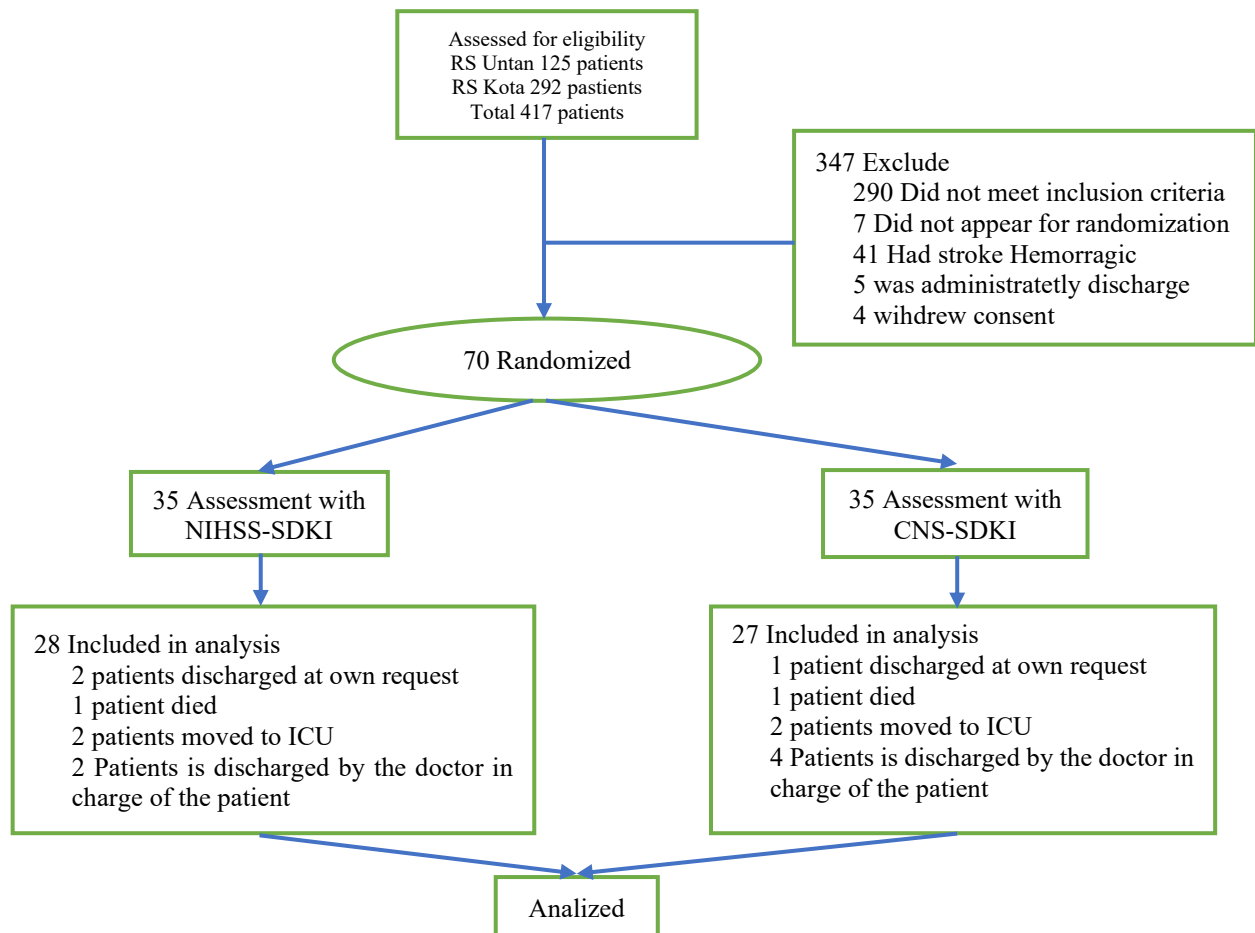 Assessed for eligibility
RS Untan 125 patients
RS Kota 292 pastients
Total 417 patients
347 Exclude
290 Did not meet inclusion criteria
7 Did not appear for randomization
41 Had stroke Hemorragic
5 was administratetly discharge
4 wihdrew consent
70 Randomized
35 Assessment with
NIHSS-SDKI
35 Assessment with
CNS-SDKI
28 Included in analysis
2 patients discharged at own request
1 patient died
2 patients moved to ICU
2 Patients is discharged by the doctor in
charge of the patient
27 Included in analysis
1 patient discharged at own request
1 patient died
2 patients moved to ICU
4 Patients is discharged by the doctor in
charge of the patient
Analized